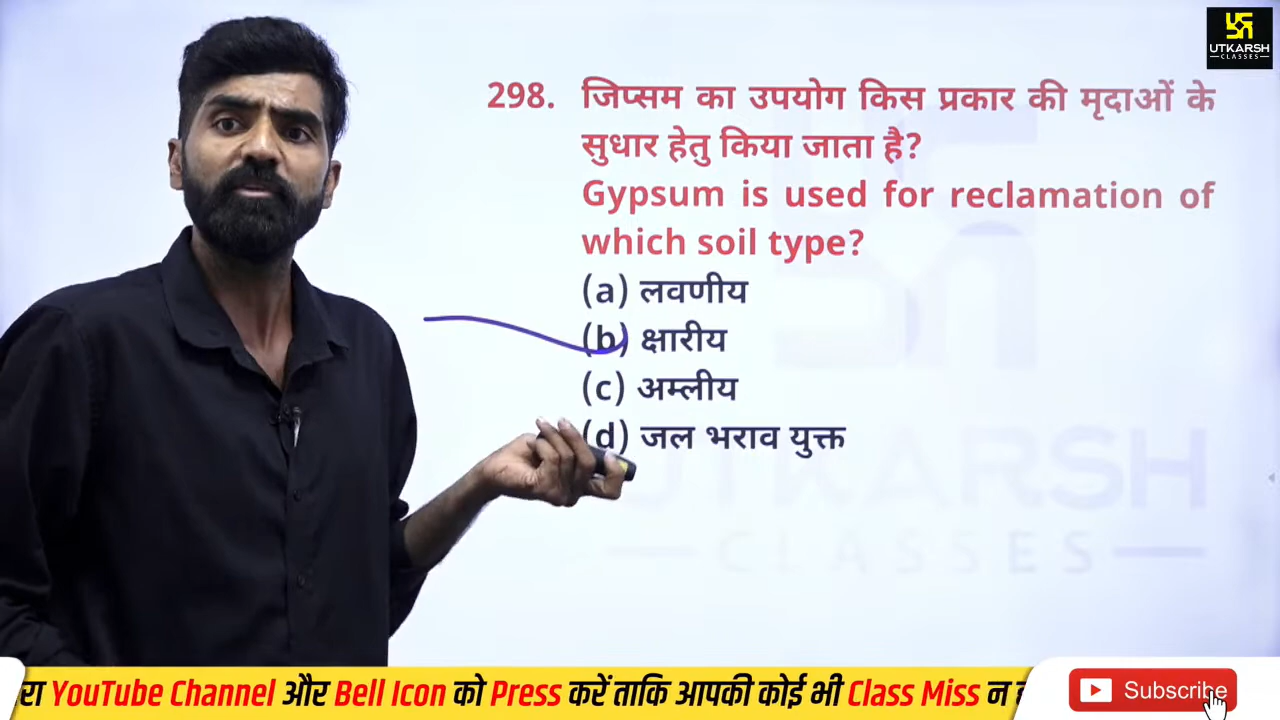 UTKARSH
CLASSES
298. जिप्सम का उपयोग किस प्रकार की मृदाओं के
सुधार हेतु किया जाता है?
Gypsum is used for reclamation of
which soil type?
(a) लवणीय
(b) क्षारीय
(c) अम्लीय
(d) जल भराव युक्त
UTKARSH
CLASSES
रा YouTube Channel और Bell Icon को Press करें ताकि आपकी कोई भी Class Miss न
Subscribe